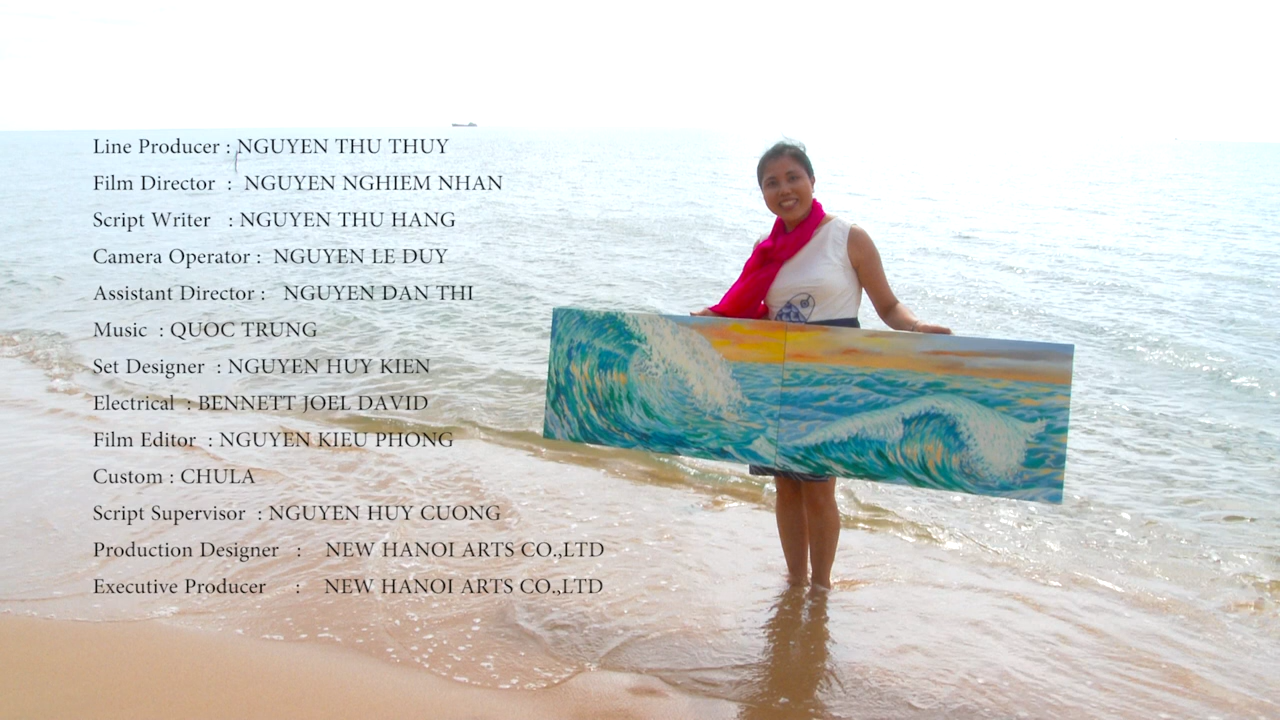 Line Producer : NGUYEN THU THUY
Film Director : NGUYEN NGHIEM NHAN
Script Writer : NGUYEN THU HANG
Camera Operator : NGUYEN LE DUY
Assistant Director : NGUYEN DAN THI
Music : QUOC TRUNG
Set Designer : NGUYEN HUY KIEN
Electrical : BENNETT JOEL DAVID
Film Editor : NGUYEN KIEU PHONG
Custom : CHULA
Script Supervisor : NGUYEN HUY CUONG
Production Designer : NEW HANOI ARTS CO.,LTD
Executive Producer : NEW HANOI ARTS CO.,LTD